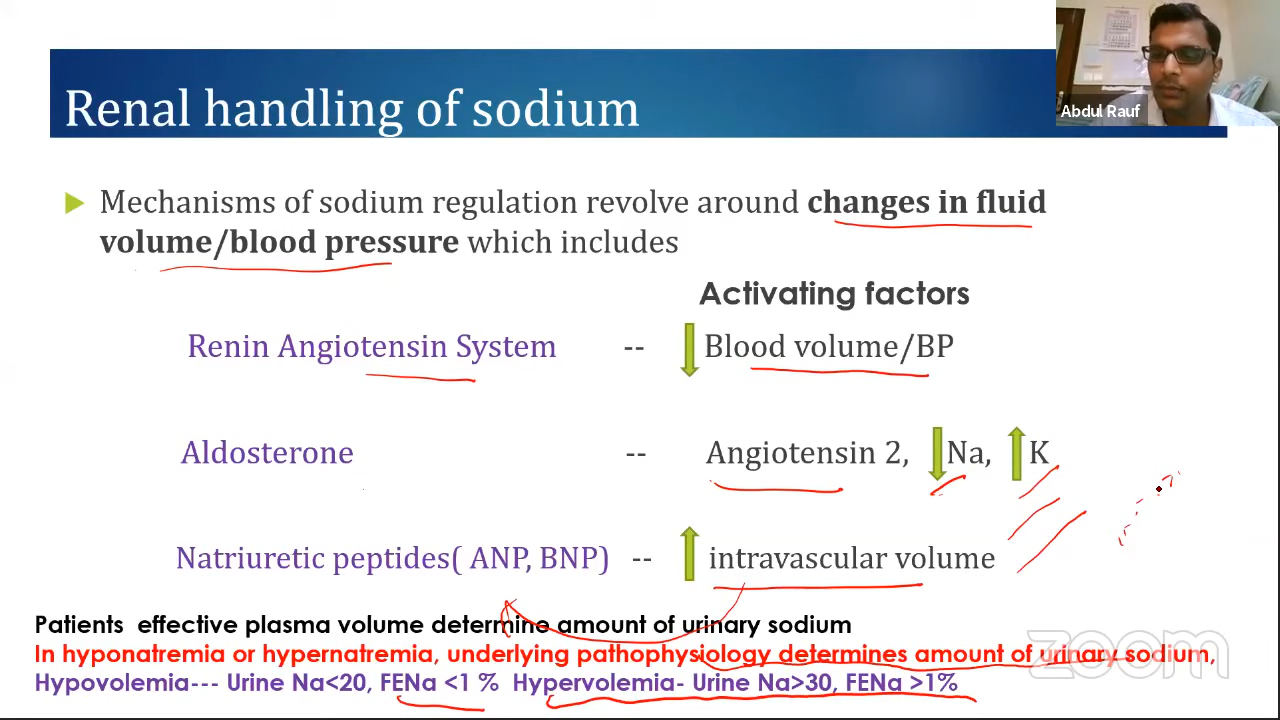 Renal handling of sodium
Abdul Rauf
Mechanisms of sodium regulation revolve around changes in fluid
volume/blood pressure which includes
Activating factors
Renin Angiotensin System -- Blood volume/BP
Aldosterone -- Angiotensin 2, Na, K
Natriuretic peptides( ANP, BNP) -- intravascular volume
Patients effective plasma volume determine amount of urinary sodium
In hyponatremia or hypernatremia, underlying pathophysiology determines amount of urinary sodium,
Hypovolemia--- Urine Na<20, FENa <1 % Hypervolemia- Urine Na>30, FENa >1%
zoom